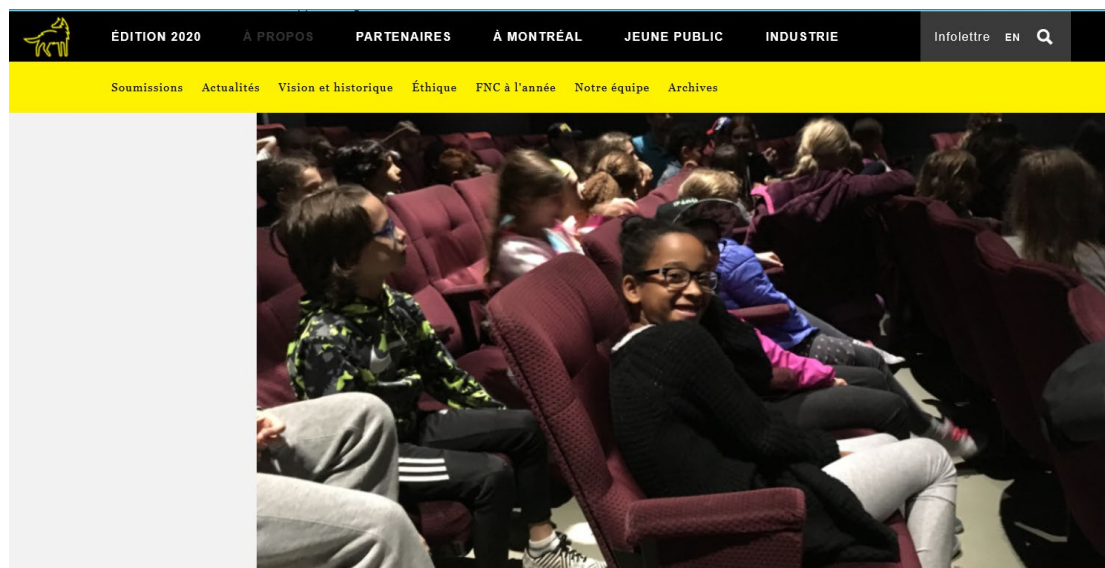 ÉDITION 2020 À PROPOS PARTENAIRES À MONTRÉAL JEUNE PUBLIC INDUSTRIE Infolettre EN
Soumissions Actualités Vision et historique Éthique FNC à l'année Notre équipe Archives